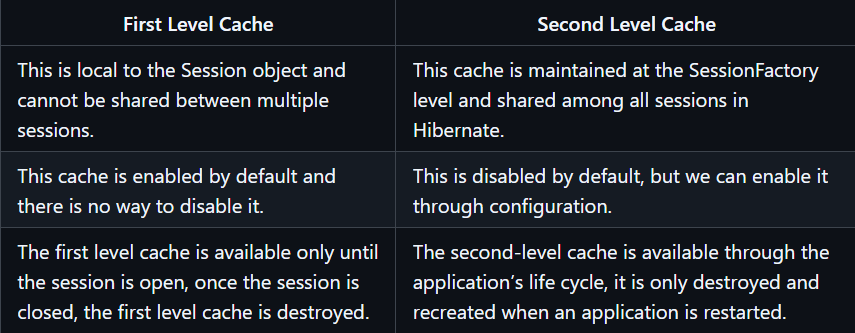 First Level Cache
Second Level Cache
This is local to the Session object and
cannot be shared between multiple
sessions.
This cache is maintained at the SessionFactory
level and shared among all sessions in
Hibernate.
This cache is enabled by default and
there is no way to disable it.
This is disabled by default, but we can enable it
through configuration.
The first level cache is available only until
the session is open, once the session is
closed, the first level cache is destroyed.
The second-level cache is available through the
application’s life cycle, it is only destroyed and
recreated when an application is restarted.